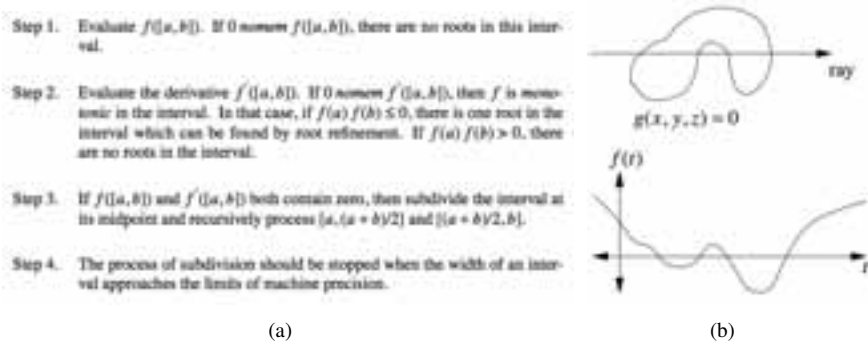 Step 1. Evaluate f([a, b]). If 0 nomem f([a, b]), there are no roots in this inter-
val.
Step 2. Evaluate the derivative f′([a, b]). If 0 nomem f′([a, b]), then f is mono-
tonic in the interval. In that case, if f(a) f(b) ≤ 0, there is one root in the
interval which can be found by root refinement. If f(a) f(b) > 0, there
are no roots in the interval.
Step 3. If f([a, b]) and f′([a, b]) both contain zero, then subdivide the interval at
its midpoint and recursively process [a, (a + b)/2] and [(a + b)/2, b].
Step 4. The process of subdivision should be stopped when the width of an inter-
val approaches the limits of machine precision.
(a)
ray
g(x, y, z) = 0
f(t)
t
(b)